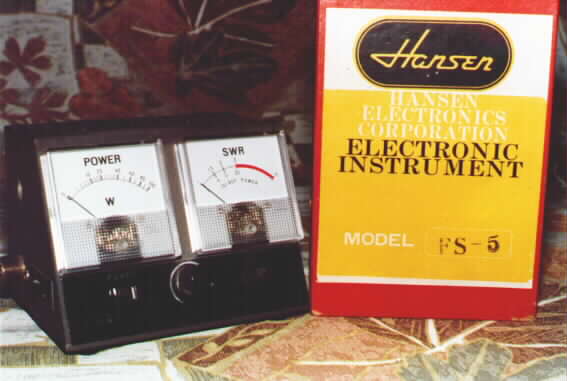 POWER
W
SWR
Hansen
HANSEN
ELECTRONICS
CORPORATION
ELECTRONIC
INSTRUMENT
MODEL FS-5